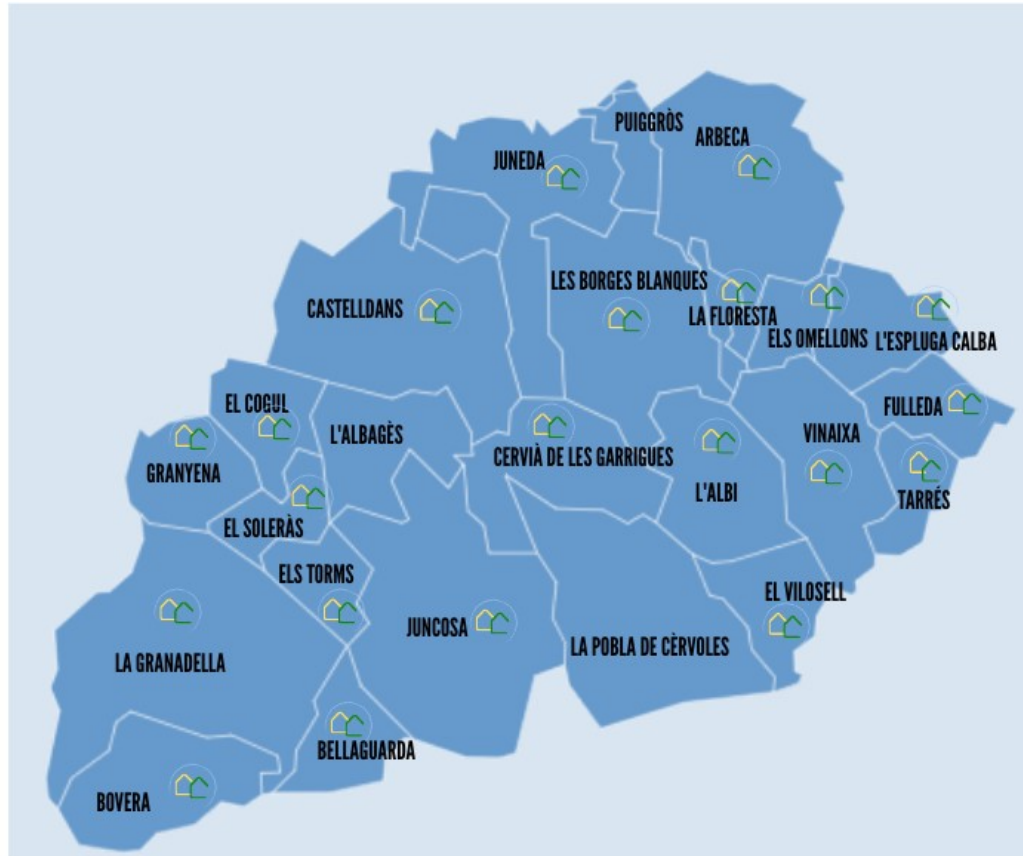 PUIGGRÒS
ARBECA
JUNEDA
LES BORGES BLANQUES
CASTELLDANS
LA FLORESTA
ELS OMELLONS
L'ESPLUGA CALBA
EL COGUL
FULLEDA
L'ALBAGÈS
VINAIXA
GRANYENA
CERVIÀ DE LES GARRIGUES
L'ALBI
TARRÉS
EL SOLERÀS
ELS TORMS
EL VILOSELL
JUNCOSA
LA POBLA DE CÈRVOLES
LA GRANADELLA
BELLAGUARDA
BOVERA